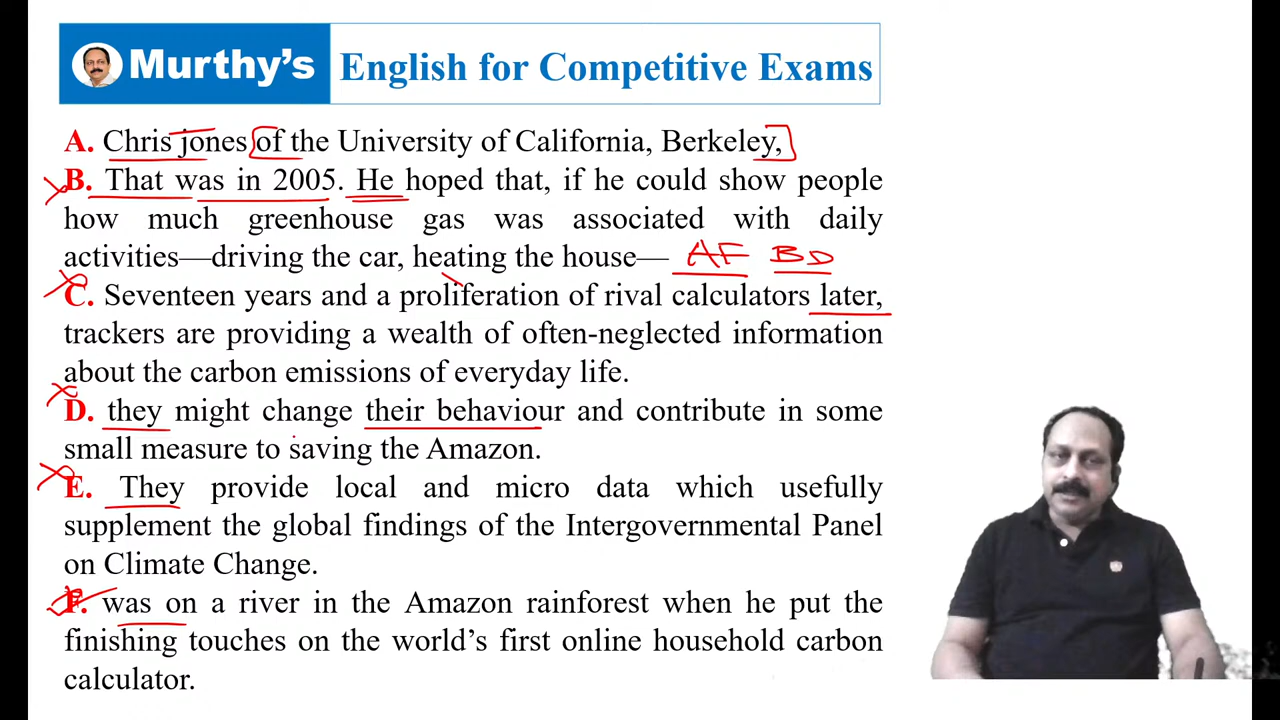 Murthy's English for Competitive Exams
A. Chris jones of the University of California, Berkeley,
B. That was in 2005. He hoped that, if he could show people
how much greenhouse gas was associated with daily
activities—driving the car, heating the house— AF BD
C. Seventeen years and a proliferation of rival calculators later,
trackers are providing a wealth of often-neglected information
about the carbon emissions of everyday life.
D. they might change their behaviour and contribute in some
small measure to saving the Amazon.
E. They provide local and micro data which usefully
supplement the global findings of the Intergovernmental Panel
on Climate Change.
F. was on a river in the Amazon rainforest when he put the
finishing touches on the world's first online household carbon
calculator.